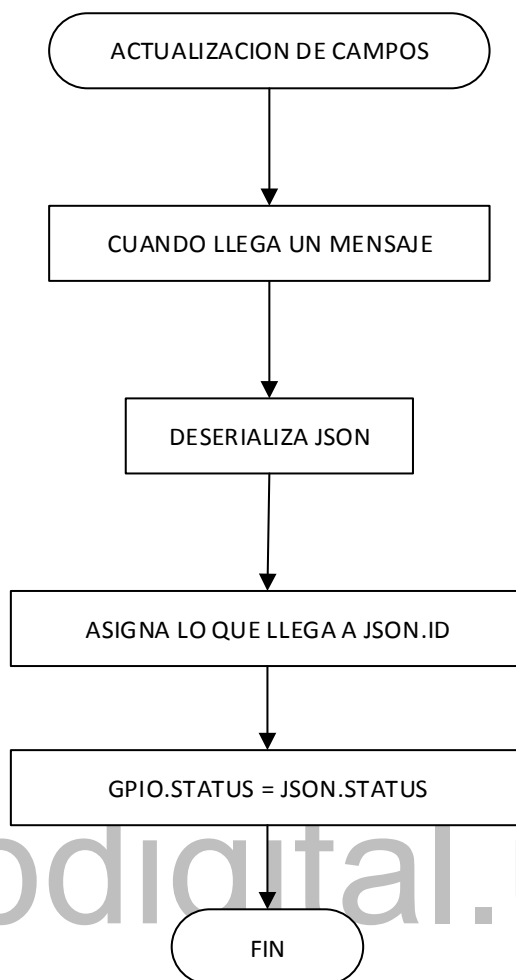 ACTUALIZACION DE CAMPOS
CUANDO LLEGA UN MENSAJE
DESERIALIZA JSON
ASIGNA LO QUE LLEGA A JSON.ID
GPIO.STATUS = JSON.STATUS
odigital.
FIN